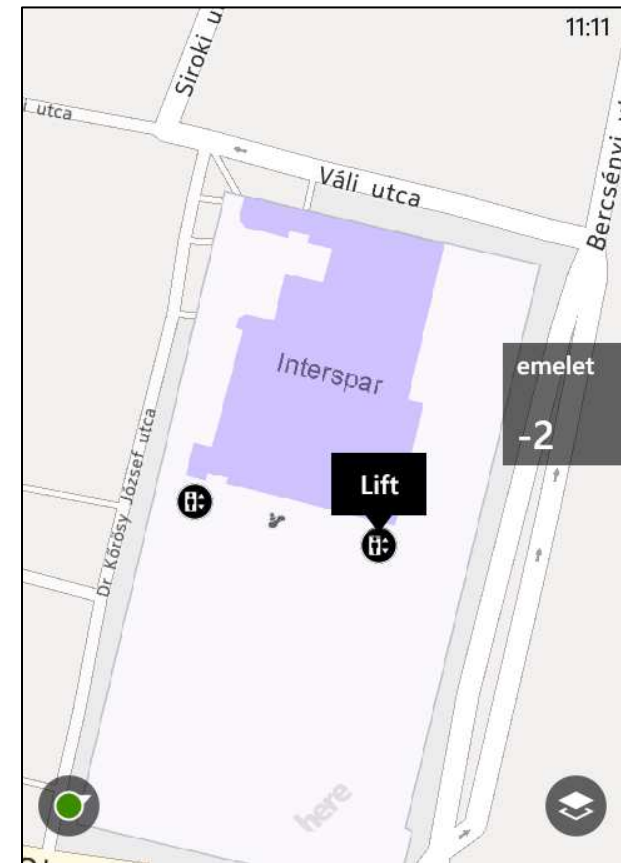 11:11
Siroki u
i utca
Váli utca
Bercsényi
Interspar
emelet
-2
Lift
Dr. Kőrösy József utca
here